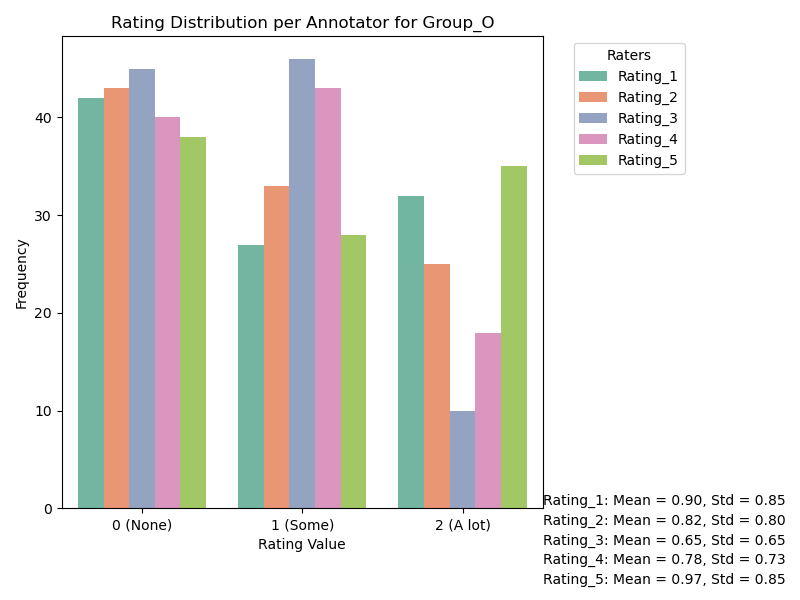 Rating Distribution per Annotator for Group_O
Raters
Rating_1
Rating_2
Rating_3
Rating_4
Rating_5
Frequency
40
30
20
10
0
0 (None)
1 (Some)
2 (A lot)
Rating Value
Rating_1: Mean = 0.90, Std = 0.85
Rating_2: Mean = 0.82, Std = 0.80
Rating_3: Mean = 0.65, Std = 0.65
Rating_4: Mean = 0.78, Std = 0.73
Rating_5: Mean = 0.97, Std = 0.85